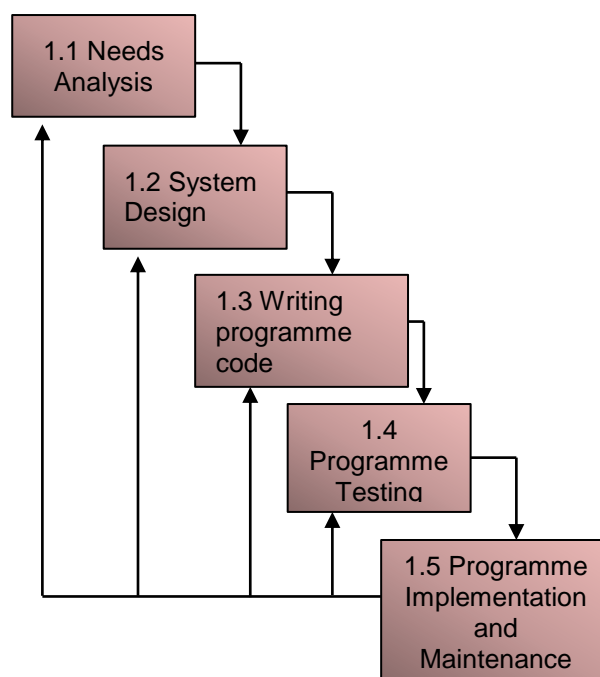 1.1 Needs
Analysis
1.2 System
Design
1.3 Writing
programme
code
1.4
Programme
Testing
1.5 Programme
Implementation
and
Maintenance